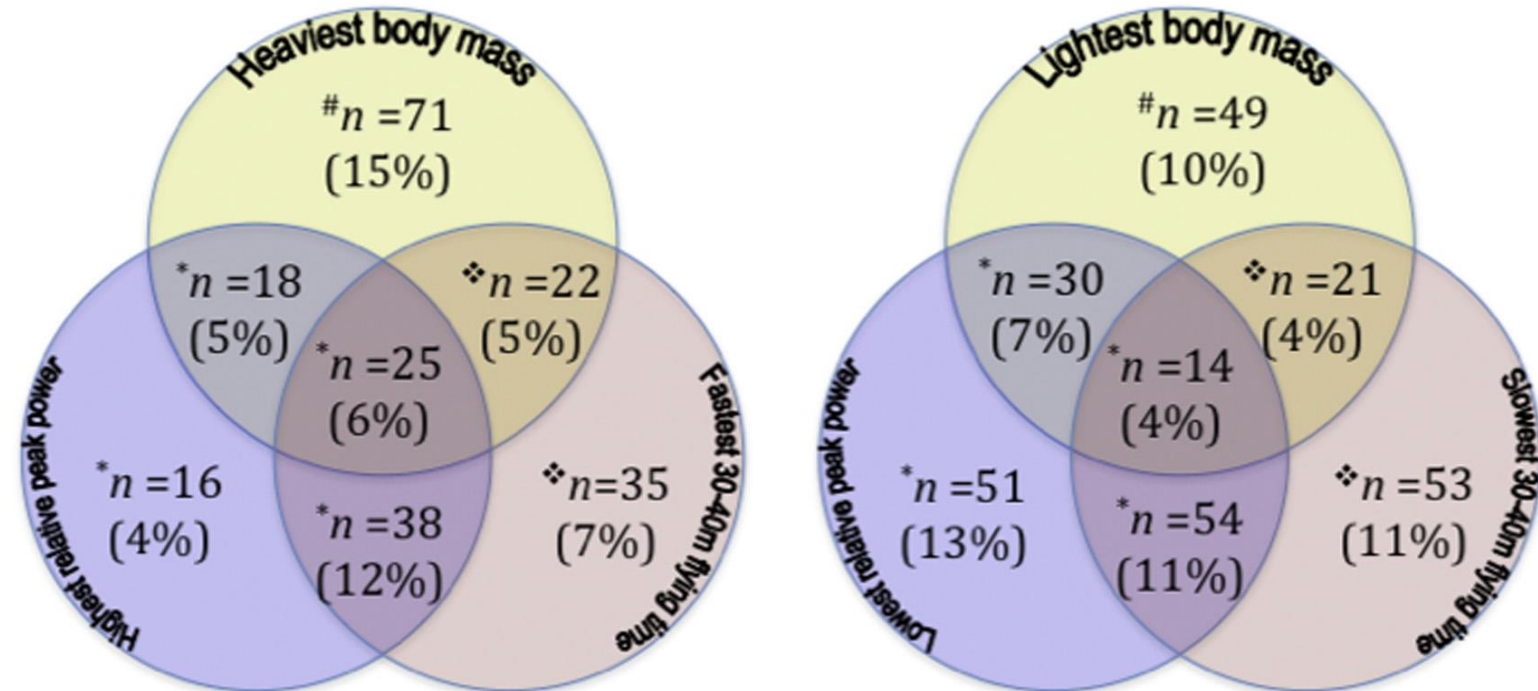 Heaviest body mass
#n =71
(15%)
*n =18
(5%)
❖n =22
(5%)
*n =25
(6%)
Highest relative peak power
*n =16
(4%)
*n =38
(12%)
❖n=35
(7%)
Fastest 30-40m flying time
Lightest body mass
#n =49
(10%)
*n =30
(7%)
❖n =21
(4%)
*n =14
(4%)
Lowest relative peak power
*n =51
(13%)
*n =54
(11%)
❖n =53
(11%)
Slowest 30-40m flying time